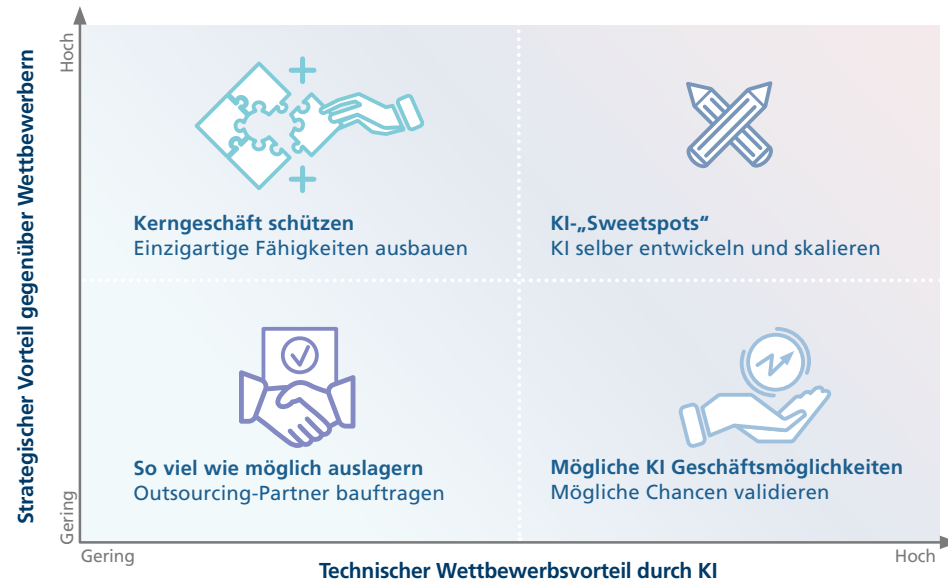 Strategischer Vorteil gegenüber Wettbewerbern
Hoch
Kerngeschäft schützen
Einzigartige Fähigkeiten ausbauen
KI-„Sweetspots“
KI selber entwickeln und skalieren
So viel wie möglich auslagern
Outsourcing-Partner bauftragen
Mögliche KI Geschäftsmöglichkeiten
Mögliche Chancen validieren
Gering
Gering
Hoch
Technischer Wettbewerbsvorteil durch KI